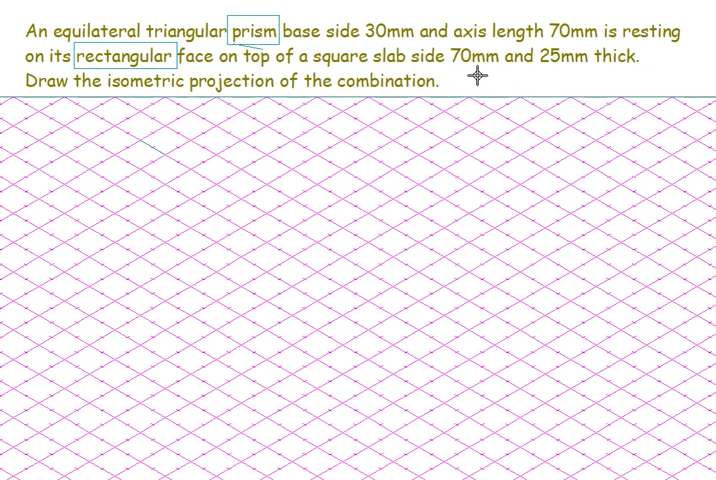 An equilateral triangular prism base side 30mm and axis length 70mm is resting
on its rectangular face on top of a square slab side 70mm and 25mm thick.
Draw the isometric projection of the combination.